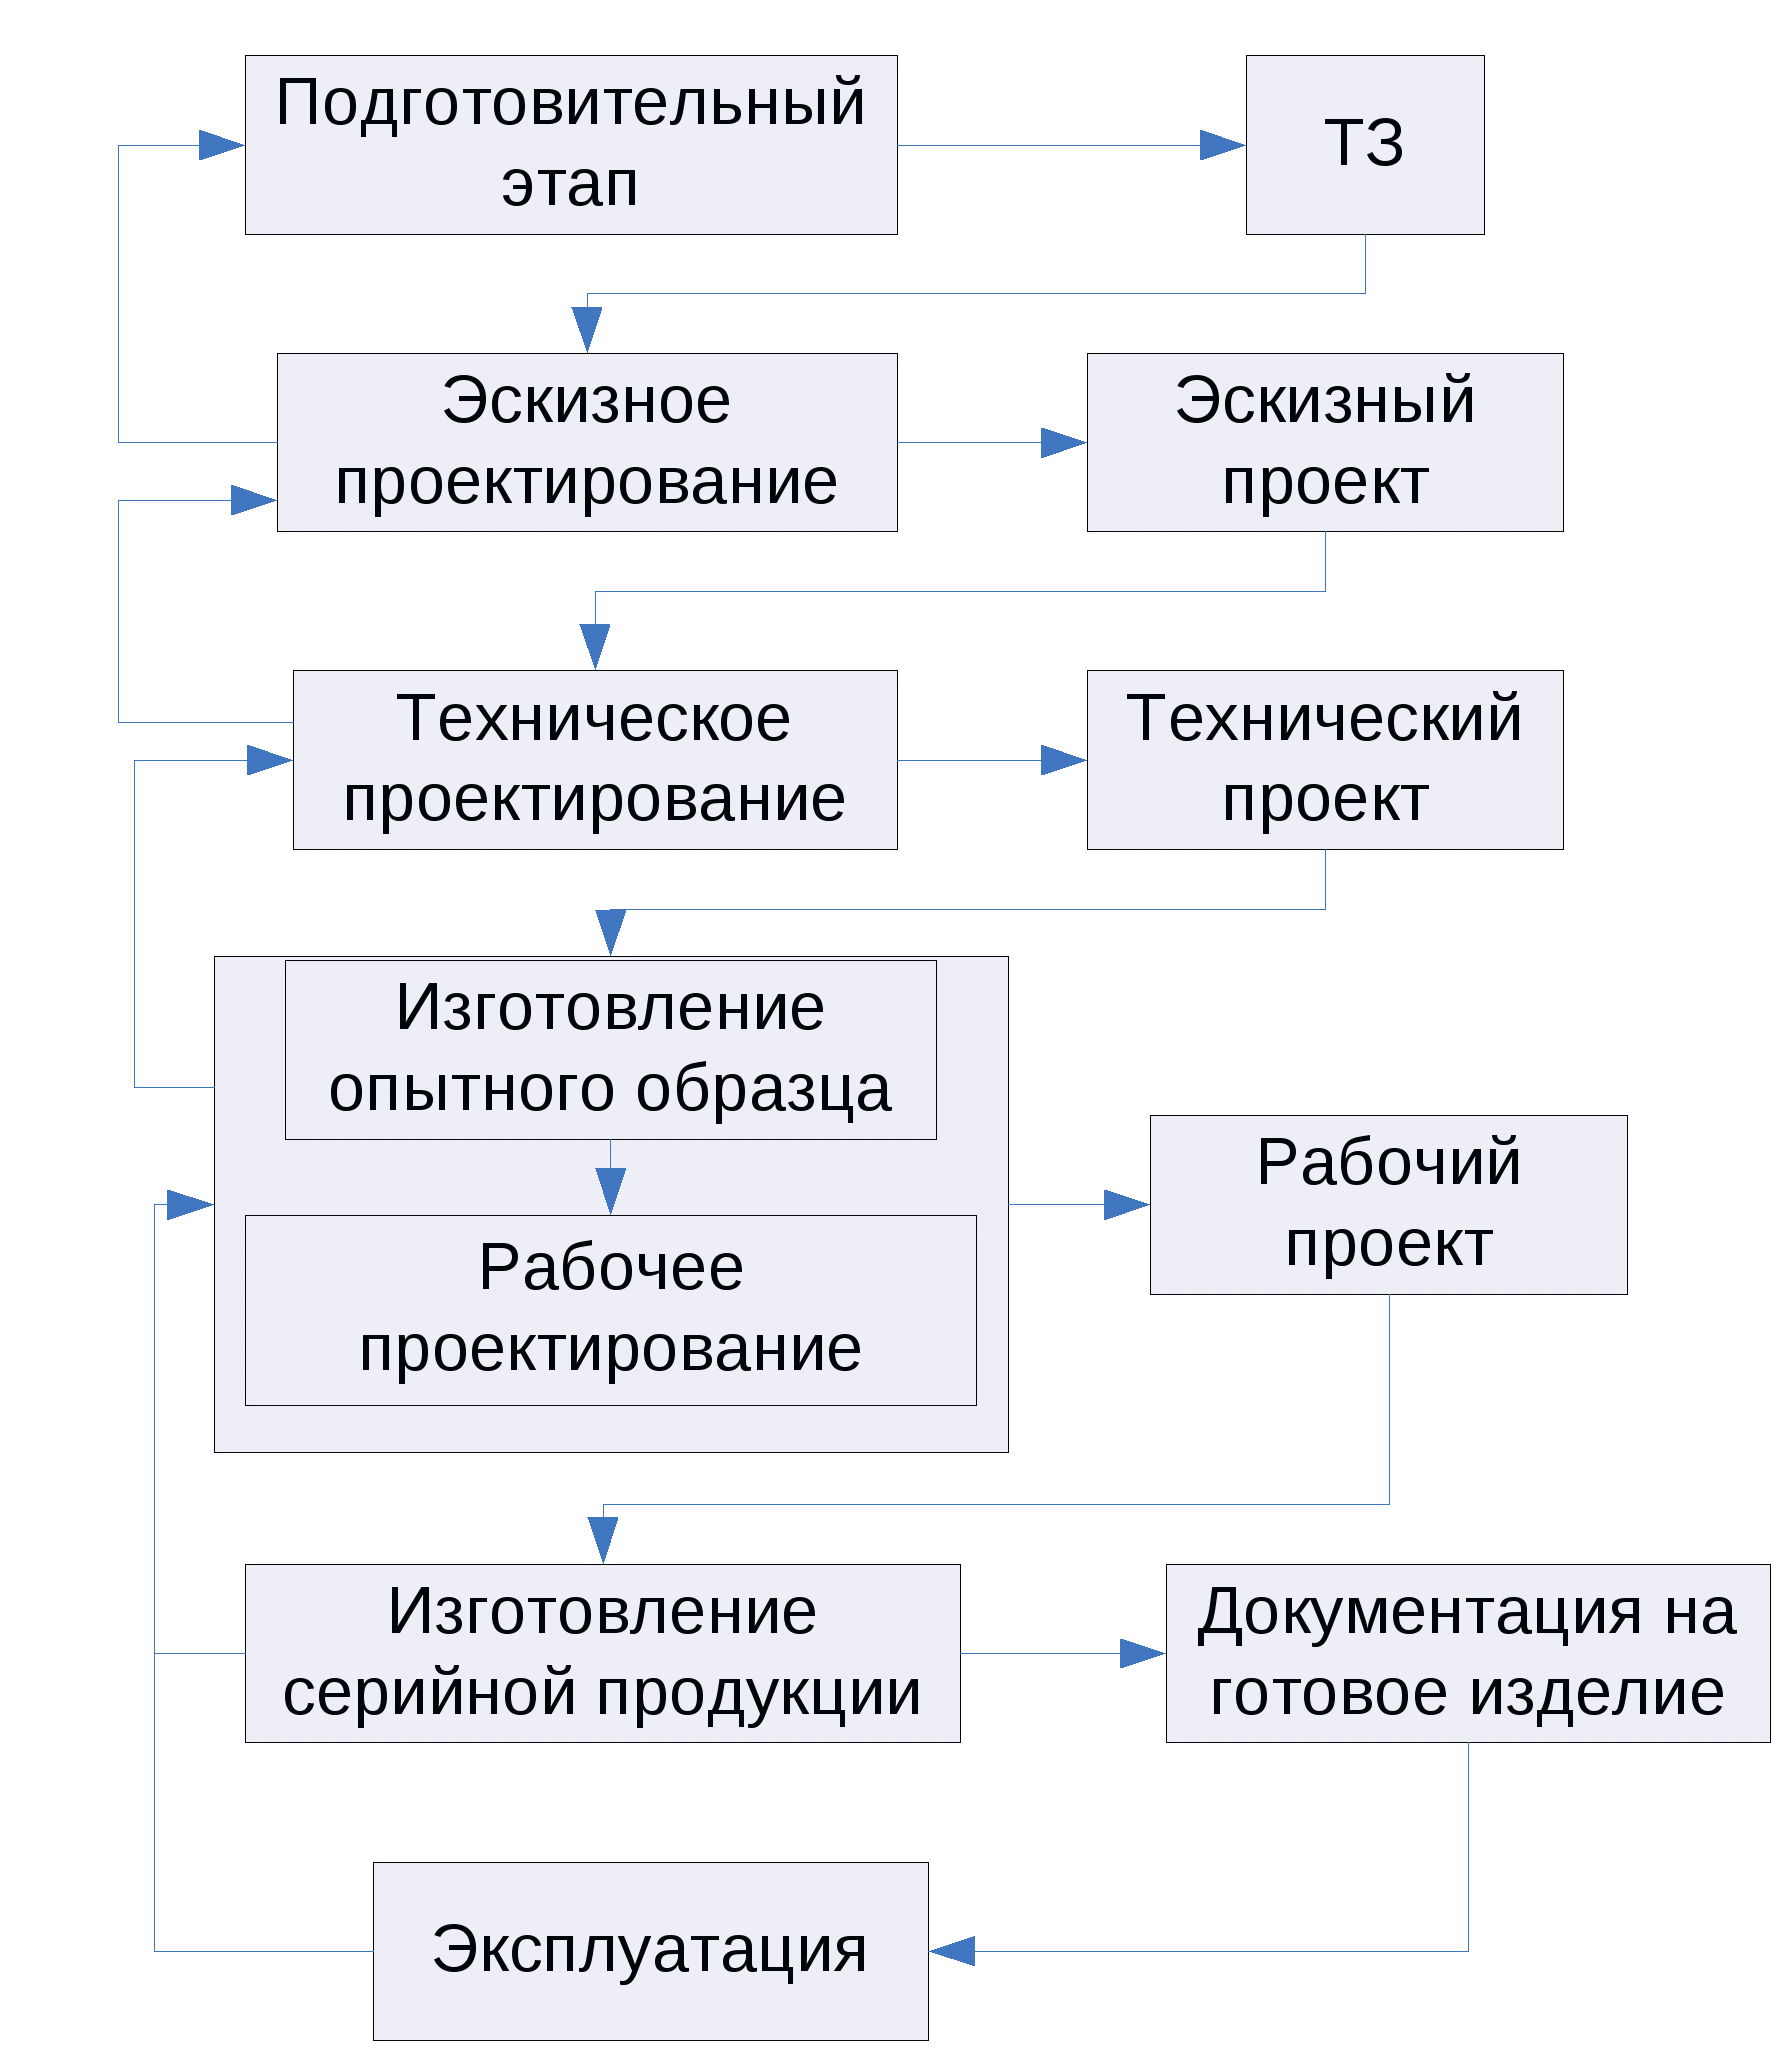 Подготовительный
этап
ТЗ
Эскизное
проектирование
Эскизный
проект
Техническое
проектирование
Технический
проект
Изготовление
опытного образца
Рабочее
проектирование
Рабочий
проект
Изготовление
серийной продукции
Документация на
готовое изделие
Эксплуатация